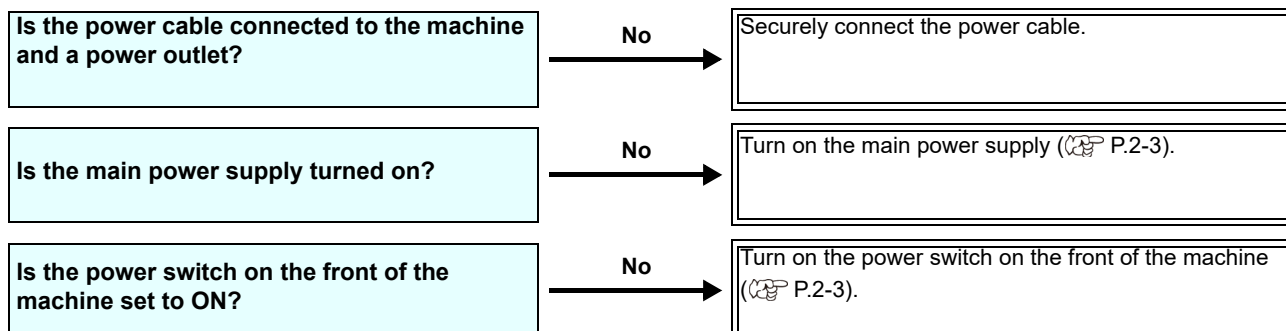 Is the power cable connected to the machine
and a power outlet?
No
Securely connect the power cable.
Is the main power supply turned on?
No
Turn on the main power supply (☞ P.2-3).
Is the power switch on the front of the
machine set to ON?
No
Turn on the power switch on the front of the machine
(☞ P.2-3).